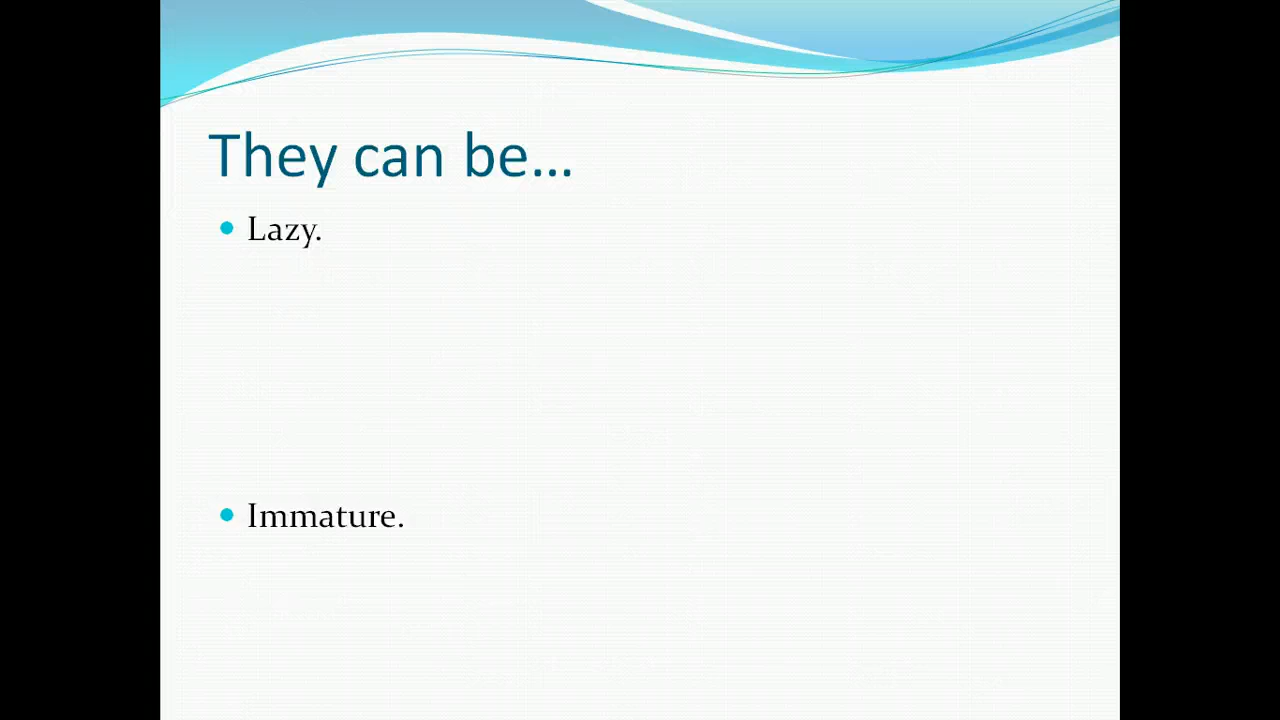 They can be…
• Lazy.
• Immature.